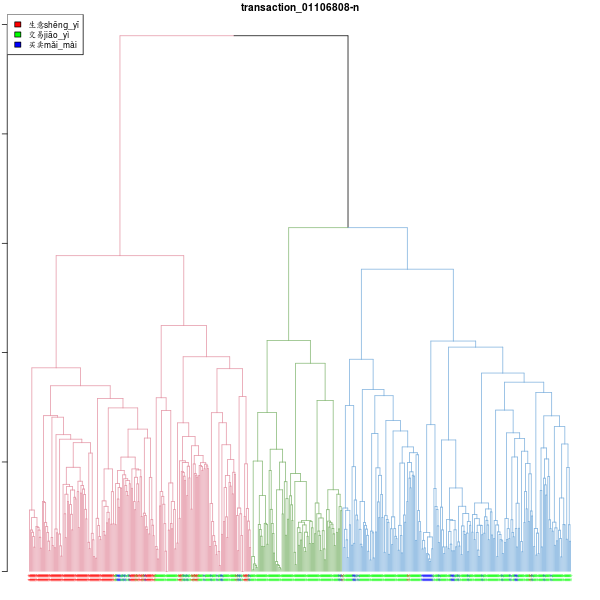 transaction_01106808-n
生意shēng_yì
交易jiāo_yì
买卖mǎi_mài